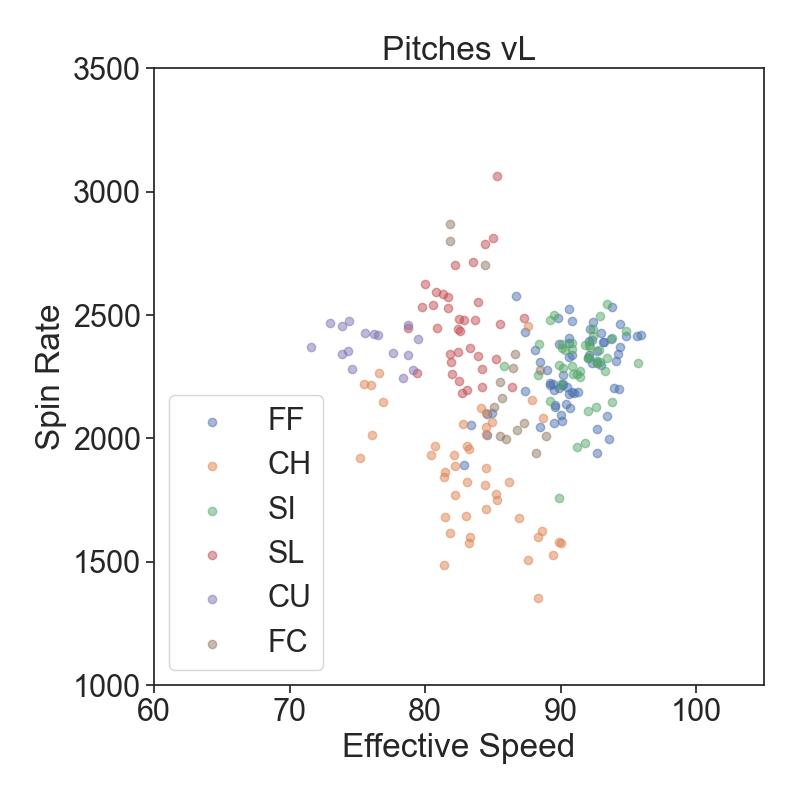 Pitches vL
3500
3000
2500
2000
1500
1000
Spin Rate
FF
CH
SI
SL
CU
FC
60 70 80 90 100
Effective Speed